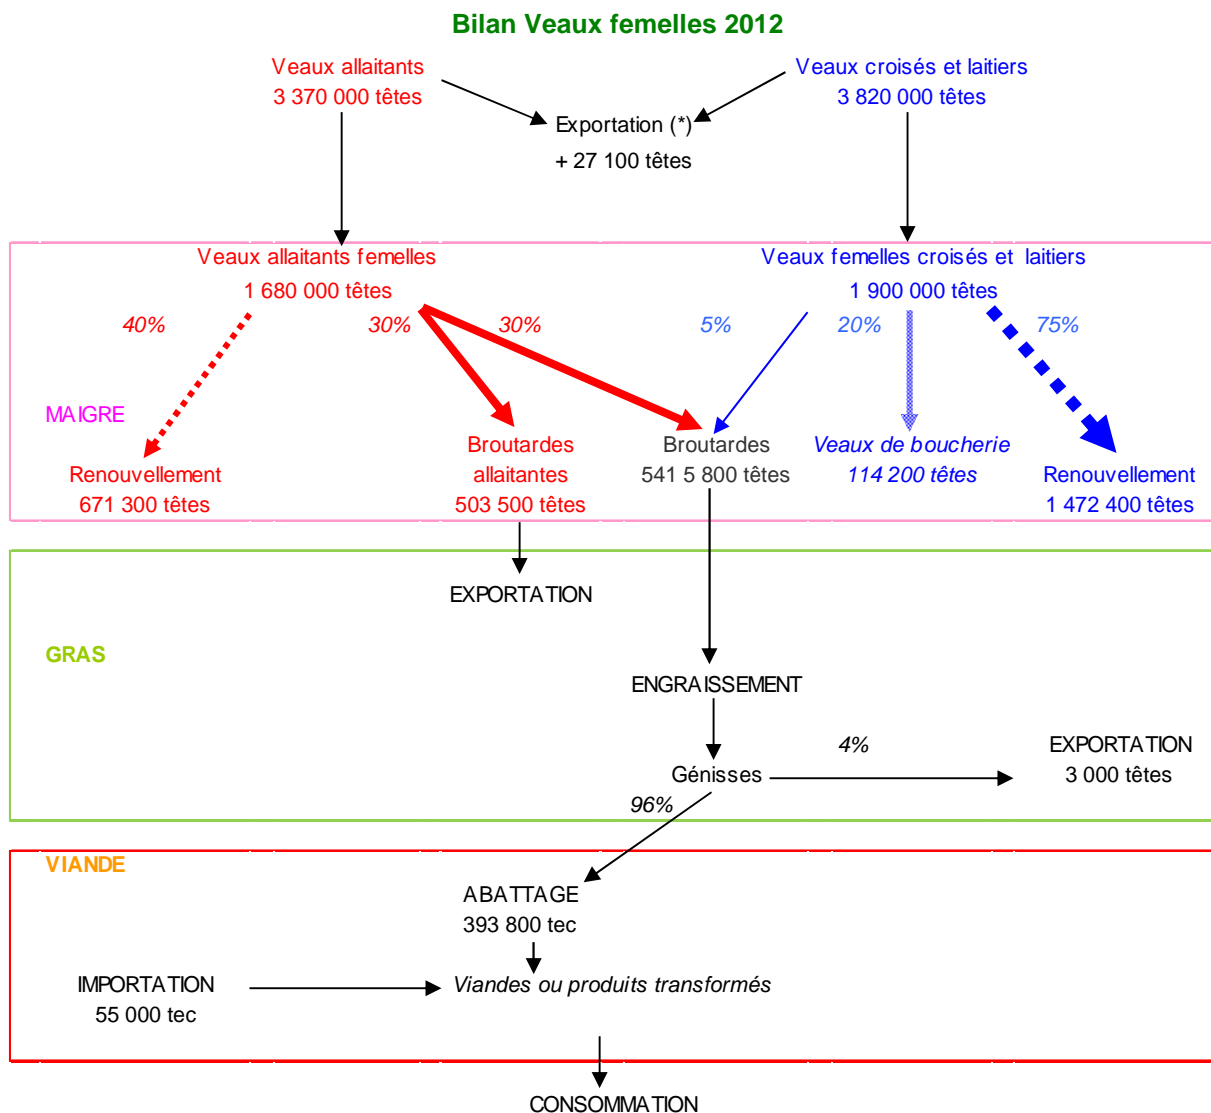 Bilan Veaux femelles 2012
Veaux allaitants
3 370 000 têtes
Veaux croisés et laitiers
3 820 000 têtes
Exportation (*)
+ 27 100 têtes
Veaux allaitants femelles
1 680 000 têtes
Veaux femelles croisés et laitiers
1 900 000 têtes
40%
30%
30%
5%
20%
75%
MAIGRE
Renouvellement
671 300 têtes
Broutardes
allaitantes
503 500 têtes
Broutardes
541 5 800 têtes
Veaux de boucherie
114 200 têtes
Renouvellement
1 472 400 têtes
EXPORTATION
GRAS
ENGRAISSEMENT
Génisses
4%
EXPORTATION
3 000 têtes
96%
VIANDE
ABATTAGE
393 800 tec
IMPORTATION
55 000 tec
Viandes ou produits transformés
CONSOMMATION